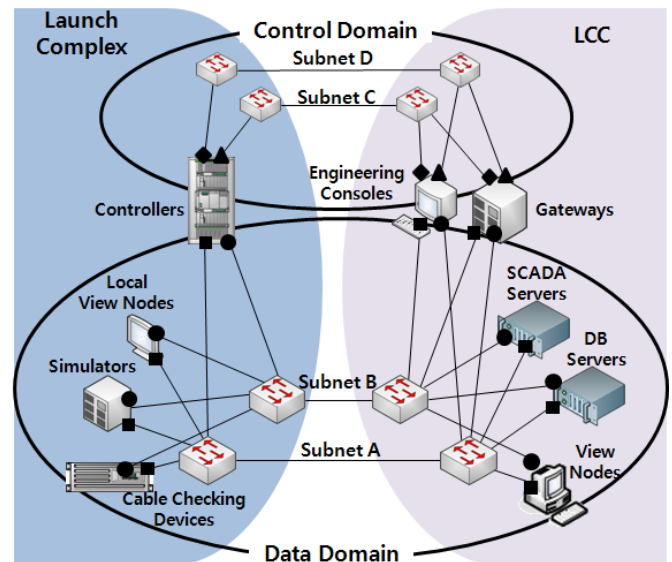 Launch
Complex
Control Domain
LCC
Subnet D
Subnet C
Engineering
Consoles
Controllers
Gateways
Local
View Nodes
SCADA
Servers
Simulators
DB
Servers
Subnet B
Subnet A
View
Nodes
Cable Checking
Devices
Data Domain